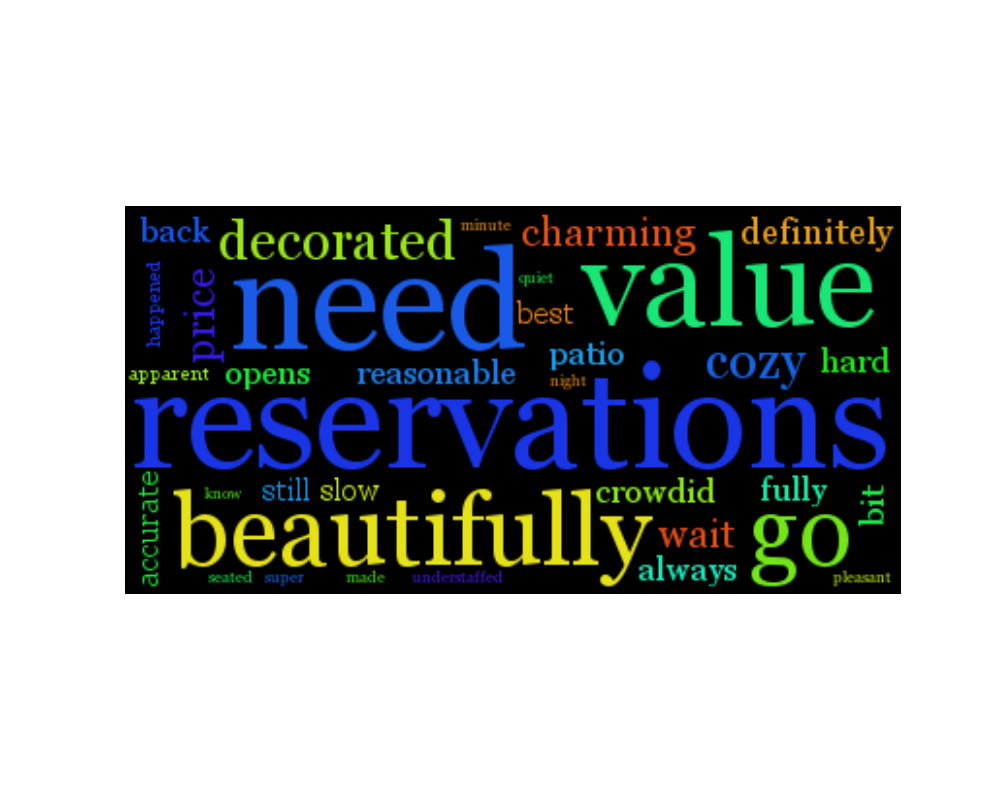 back
decorated
minute
charming
definitely
happened
price
need
quiet
best
value
apparent
opens
reasonable
patio
night
cozy
hard
reservations
accurate
know
still
slow
beautifully
crowdid
wait
always
fully
go
bit
seated
super
made
understaffed
pleasant